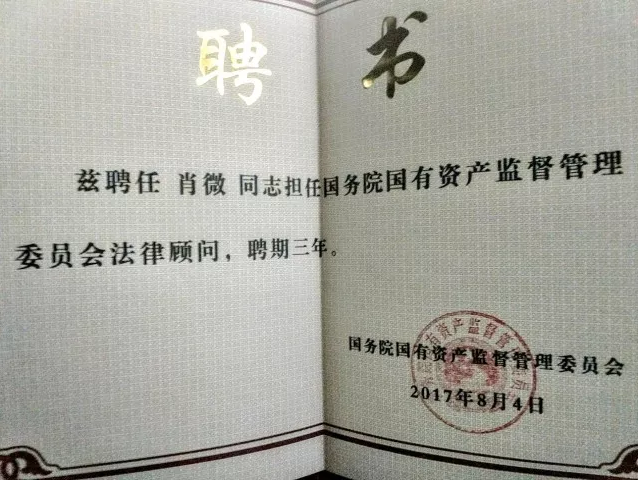 聘书
兹聘任 肖微 同志担任国务院国有资产监督管理
委员会法律顾问，聘期三年。
国务院国有资产监督管理委员会
2017年8月4日